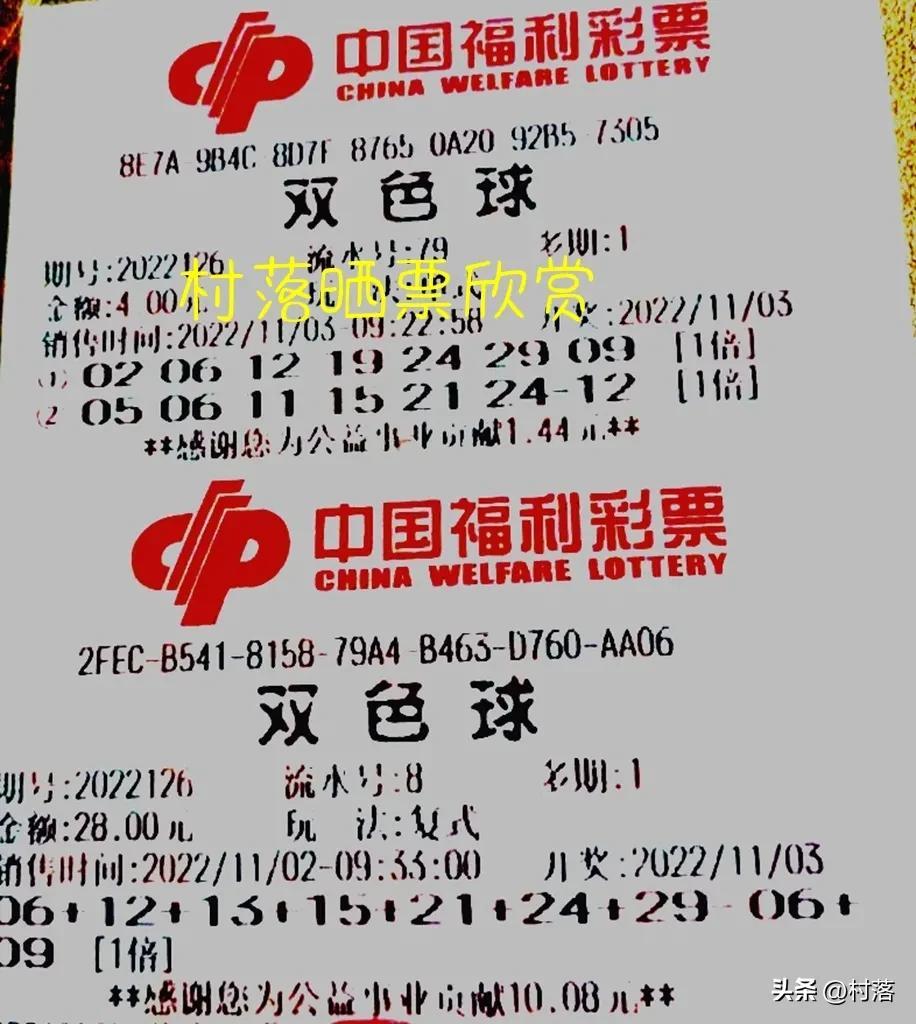 中国福利彩票
CHINA WELFARE LOTTERY
8E7A-9B4C-8D7F-8765-0A20-92B5-7305
双色球
期号:2022126 流水号:79 多期:1
金额:4.00元
村落晒票欣赏
销售时间:2022/11/03-09:22:58 开奖:2022/11/03
(1) 02 06 12 19 24 29 09 [1倍]
(2 05 06 11 15 21 24-12 [1倍]
**感谢您为公益事业贡献1.44元**
中国福利彩票
CHINA WELFARE LOTTERY
2FEC-B541-8158-79A4-B463-D760-AA06
双色球
期号:2022126 流水号:8 多期:1
金额:28.00元 玩 法:复式
销售时间:2022/11/02-09:33:00 开奖:2022/11/03
06+12+13+15+21+24+29-06+
09 [1倍]
**感谢您为公益事业贡献10.08元**
头条 @村落